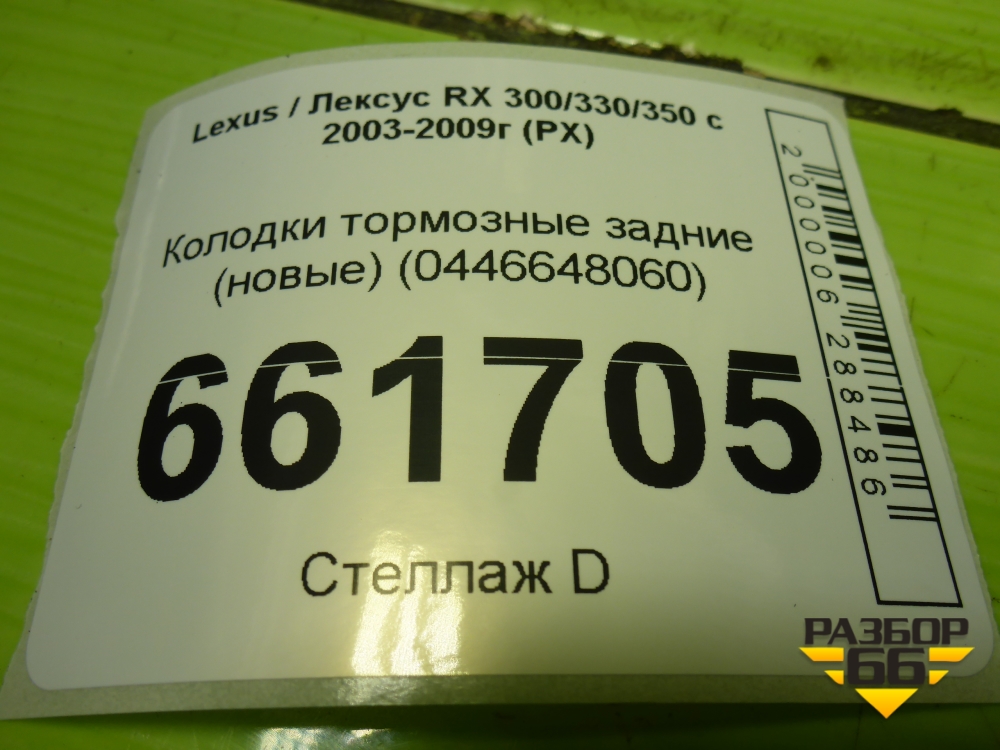 Lexus / Лексус RX 300/330/350 с
2003-2009г (РХ)
Колодки тормозные задние
(новые) (0446648060)
661705
Стеллаж D
2000006288486
РАЗБОР
66